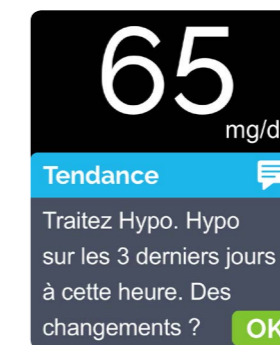 65
mg/d
Tendance
Traitez Hypo. Hypo
sur les 3 derniers jours
à cette heure. Des
changements ?
OK